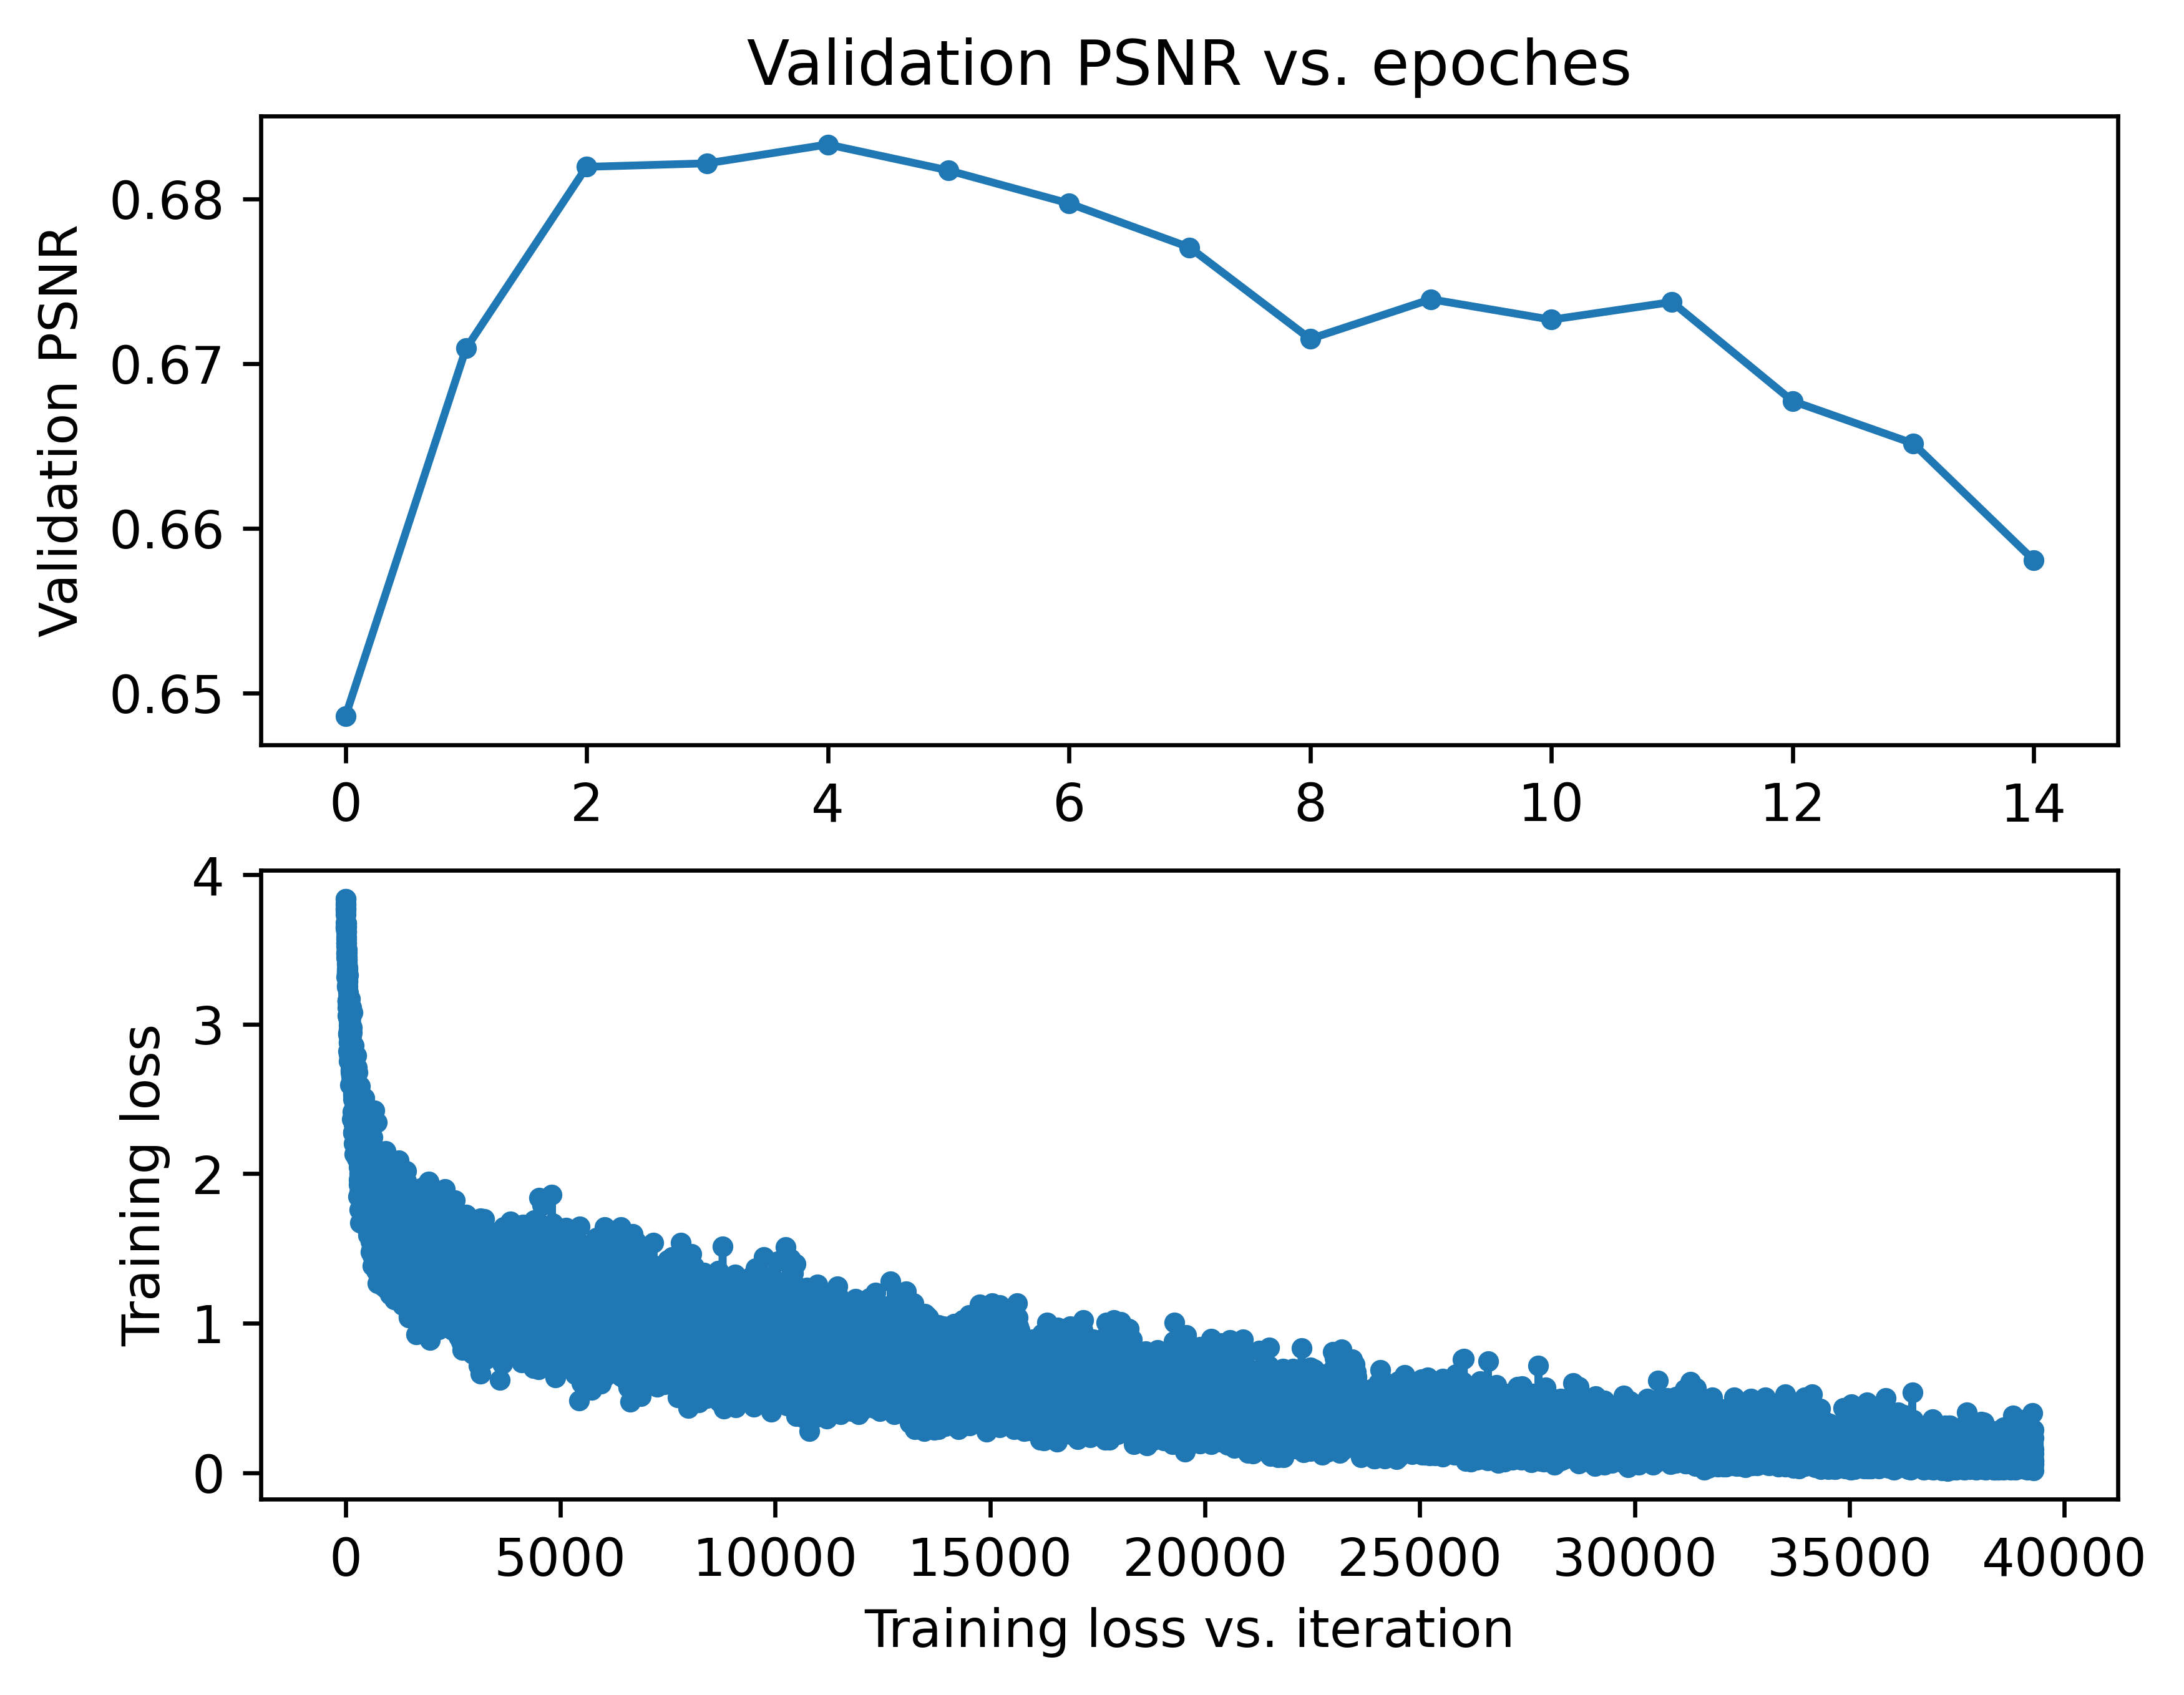 Validation PSNR vs. epoches
Validation PSNR
0.68
0.67
0.66
0.65
0 2 4 6 8 10 12 14
Training loss
4
3
2
1
0
0 5000 10000 15000 20000 25000 30000 35000 40000
Training loss vs. iteration